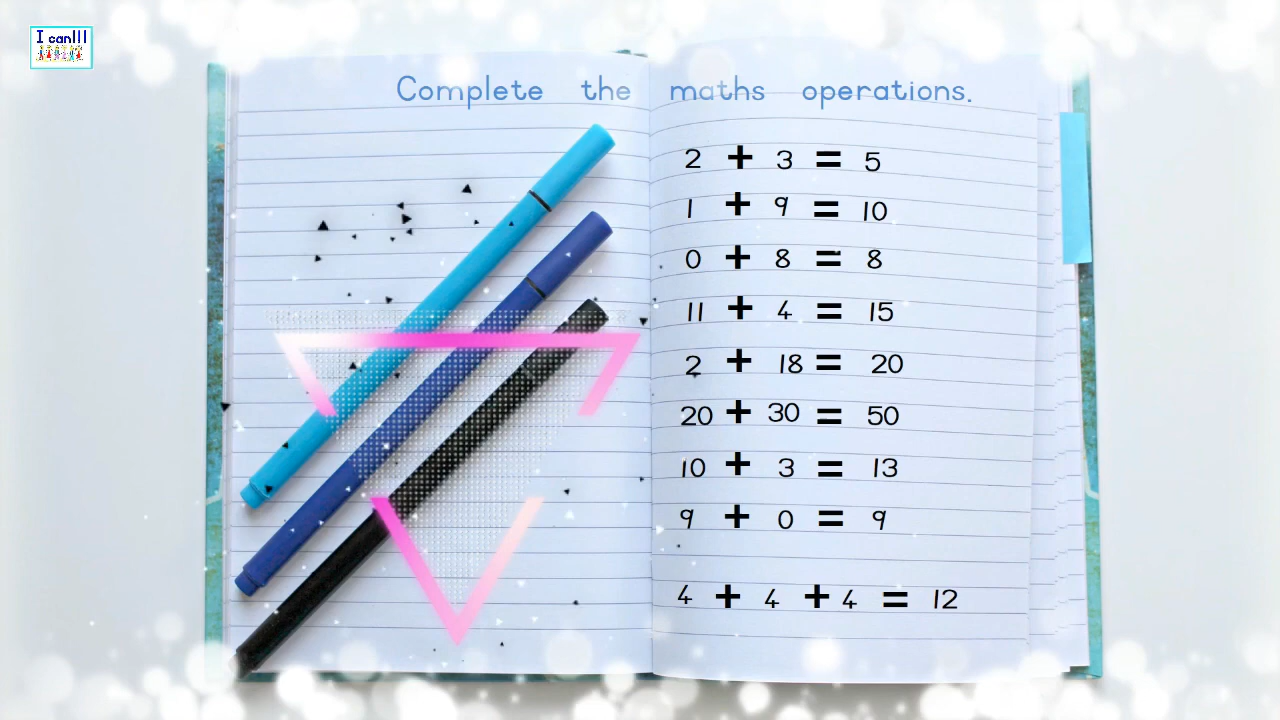 I can!!!
Complete the maths operations.
2 + 3 = 5
1 + 9 = 10
0 + 8 = 8
11 + 4 = 15
2 + 18 = 20
20 + 30 = 50
10 + 3 = 13
9 + 0 = 9
4 + 4 + 4 = 12